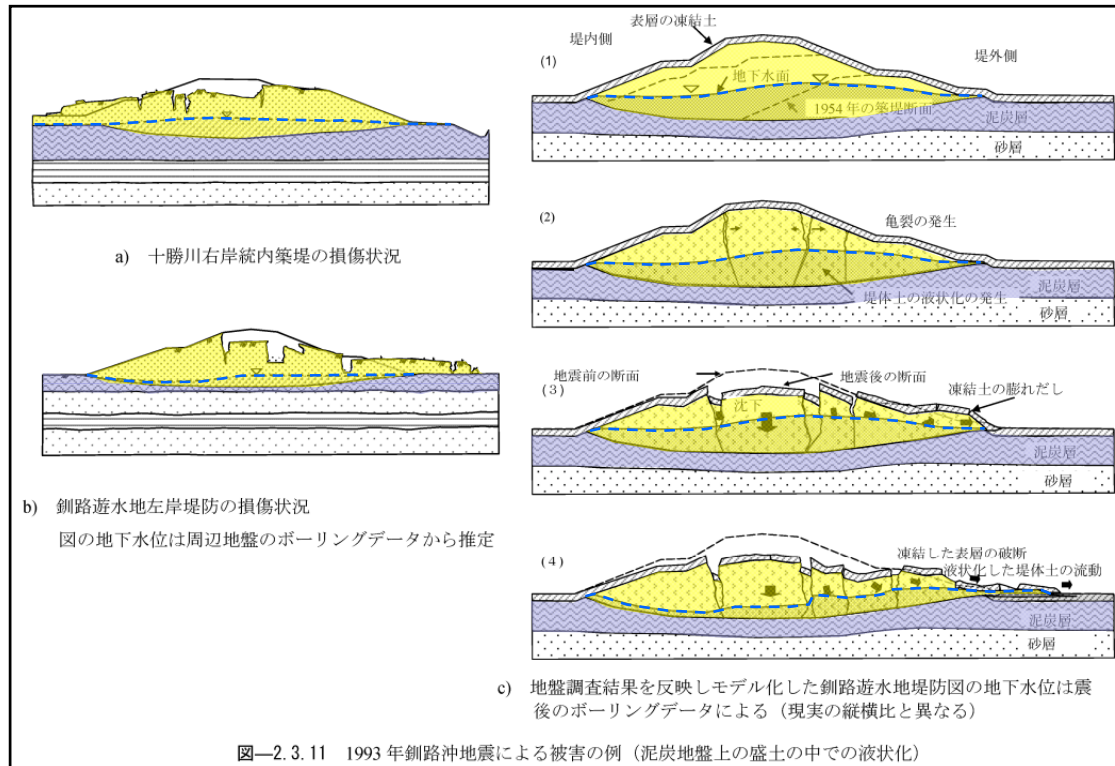 a) 十勝川右岸統内築堤の損傷状況
b) 釧路遊水地左岸堤防の損傷状況
図の地下水位は周辺地盤のボーリングデータから推定
表層の凍結土
堤内側
堤外側
(1)
地下水面
1954 年の築堤断面
泥炭層
砂層
(2)
亀裂の発生
堤体土の液状化の発生
泥炭層
砂層
地震前の断面
地震後の断面
(3)
凍結土の膨れだし
沈下
泥炭層
砂層
(4)
凍結した表層の破断
液状化した堤体土の流動
泥炭層
砂層
c) 地盤調査結果を反映しモデル化した釧路遊水地堤防図の地下水位は震
後のボーリングデータによる（現実の縦横比と異なる）
図―2.3.11 1993 年釧路沖地震による被害の例（泥炭地盤上の盛土の中での液状化）